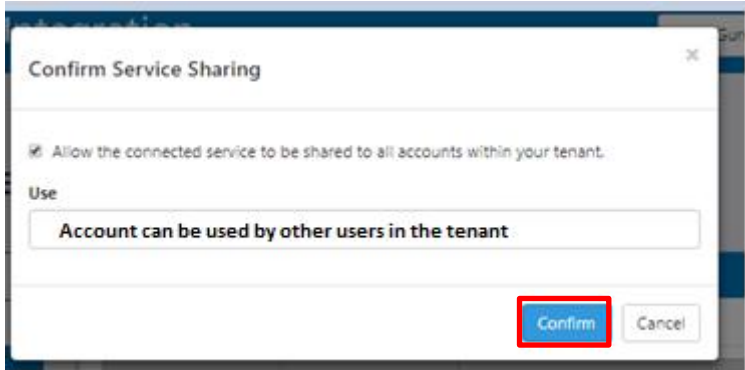 Integration
Confirm Service Sharing
×
Allow the connected service to be shared to all accounts within your tenant.
Use
Account can be used by other users in the tenant
Confirm
Cancel